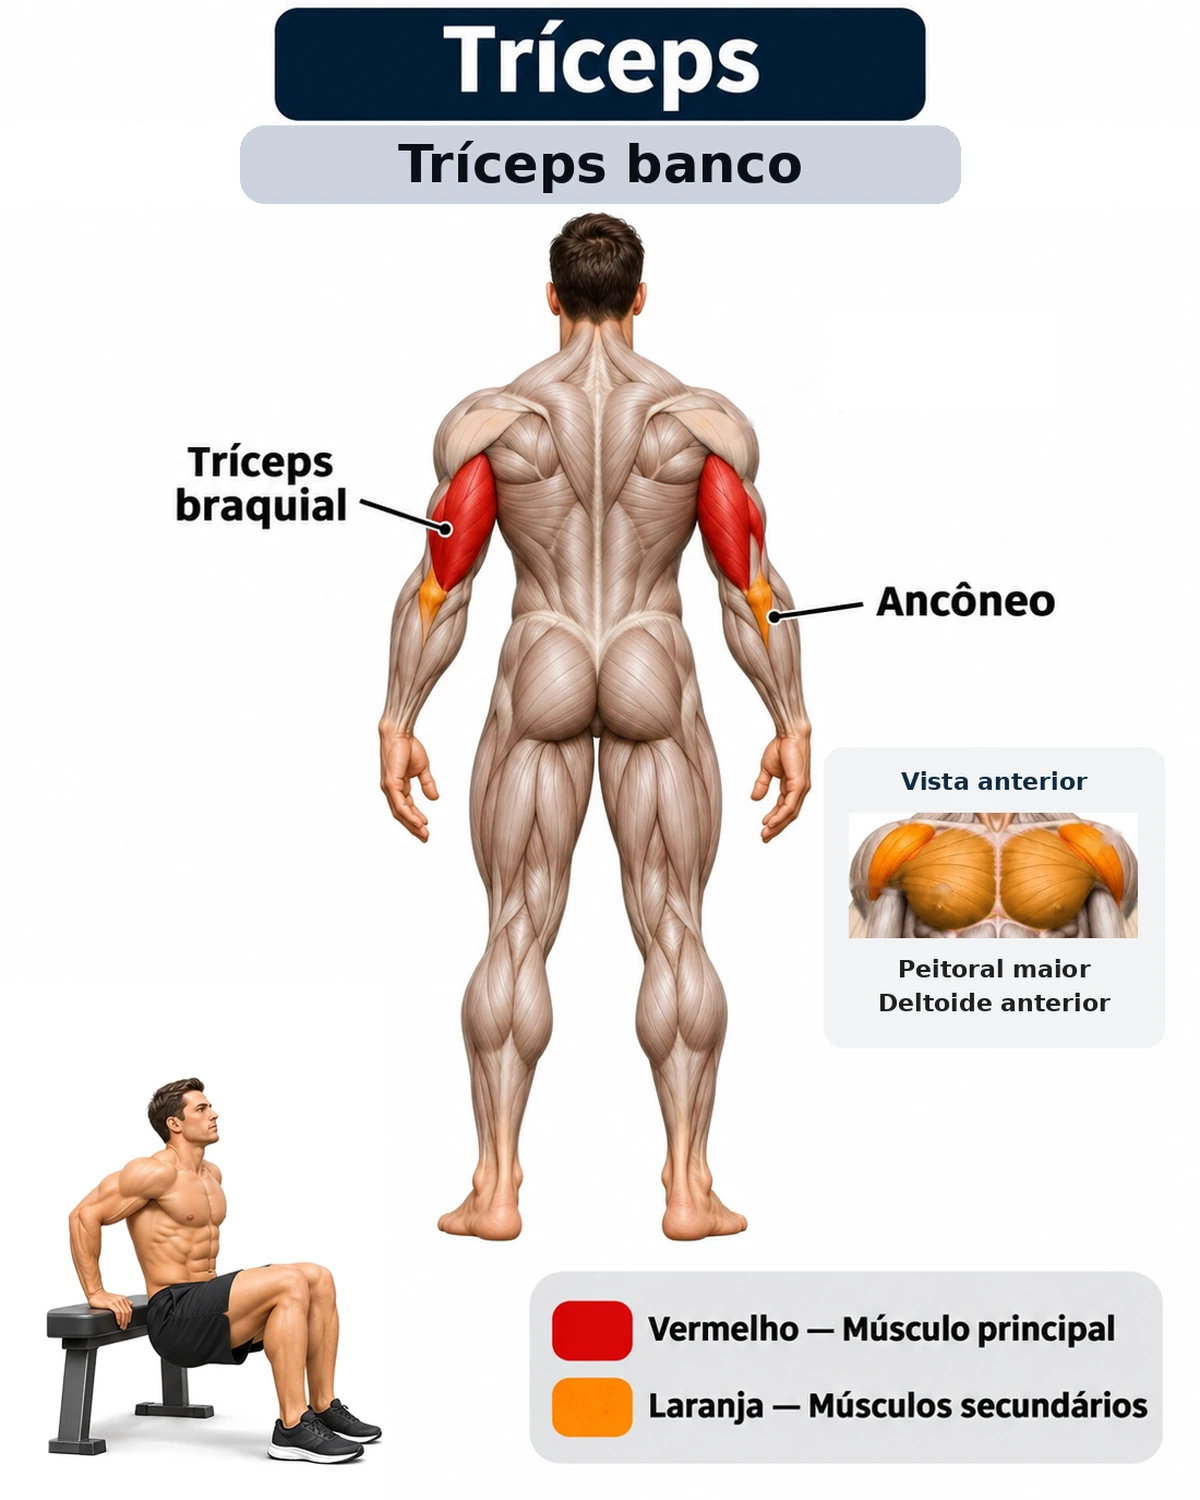 Tríceps
Tríceps banco
Tríceps
braquial
Ancôneo
Vista anterior
Peitoral maior
Deltoide anterior
Vermelho — Músculo principal
Laranja — Músculos secundários